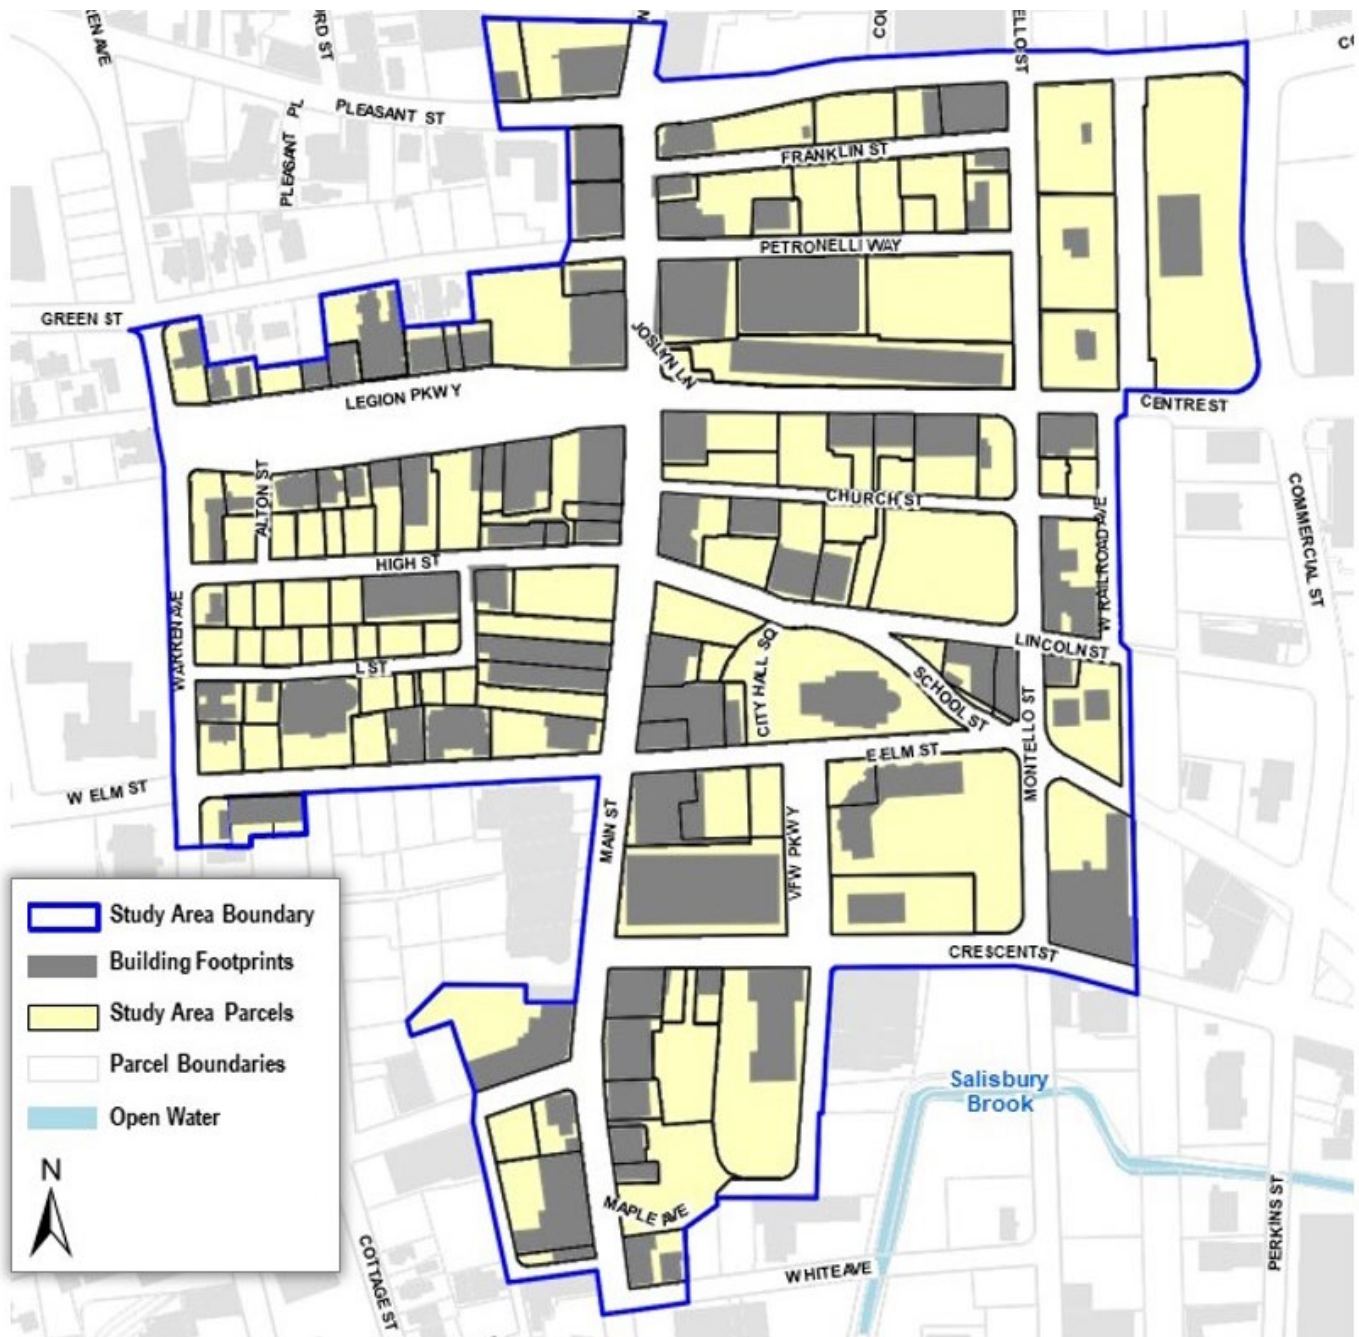 PLEASANT ST
PLEASANT PL
FRANKLIN ST
PETRONELLI WAY
GREEN ST
JOSLYN LN
LEGION PKWY
CENTRE ST
ALTON ST
CHURCH ST
COMMERCIAL ST
W RAILROAD AVE
HIGH ST
WARREN AVE
LINCOLN ST
L ST
CITY HALL SQ
SCHOOL ST
MONTELLO ST
E ELM ST
W ELM ST
MAIN ST
VFW PKWY
CRESCENT ST
Study Area Boundary
Building Footprints
Study Area Parcels
Parcel Boundaries
Open Water
N
Salisbury
Brook
MAPLE AVE
WHITE AVE
COTTAGE ST
PERKINS ST